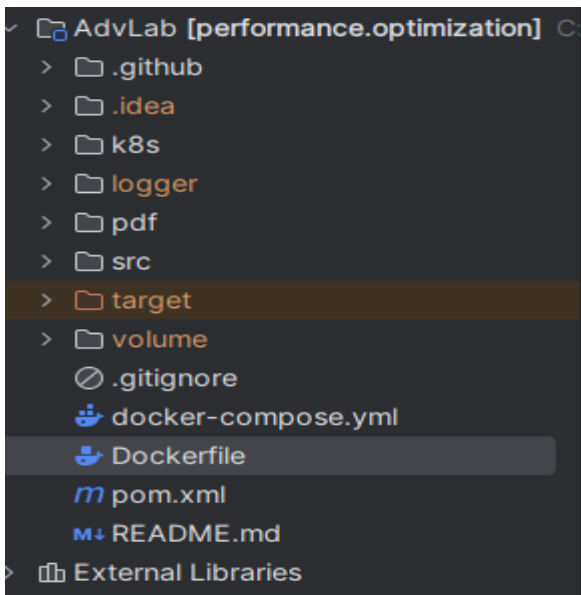 AdvLab [performance.optimization] C:
.github
.idea
k8s
logger
pdf
src
target
volume
.gitignore
docker-compose.yml
Dockerfile
m pom.xml
M↓ README.md
External Libraries